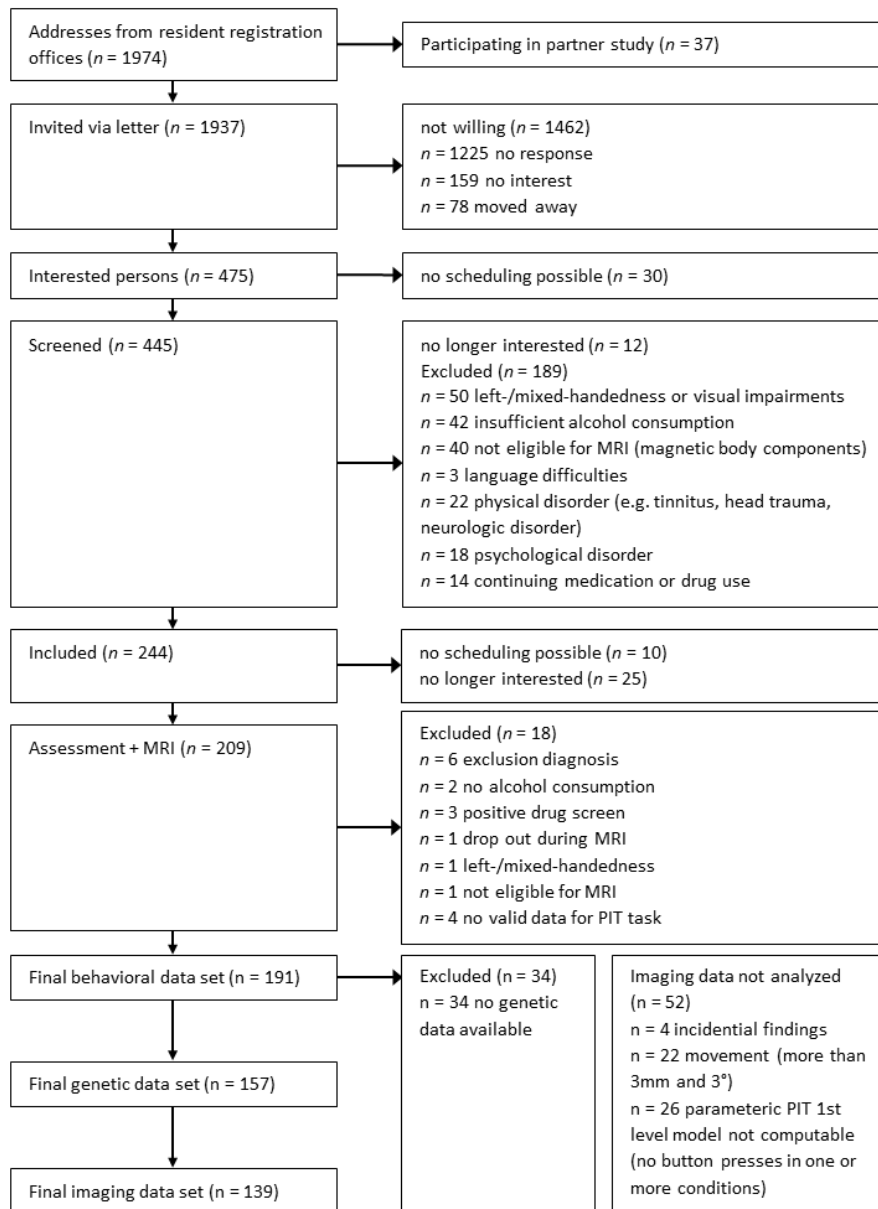 Addresses from resident registration
offices (n = 1974)
Participating in partner study (n = 37)
Invited via letter (n = 1937)
not willing (n = 1462)
n = 1225 no response
n = 159 no interest
n = 78 moved away
Interested persons (n = 475)
no scheduling possible (n = 30)
Screened (n = 445)
no longer interested (n = 12)
Excluded (n = 189)
n = 50 left-/mixed-handedness or visual impairments
n = 42 insufficient alcohol consumption
n = 40 not eligible for MRI (magnetic body components)
n = 3 language difficulties
n = 22 physical disorder (e.g. tinnitus, head trauma,
neurologic disorder)
n = 18 psychological disorder
n = 14 continuing medication or drug use
Included (n = 244)
no scheduling possible (n = 10)
no longer interested (n = 25)
Assessment + MRI (n = 209)
Excluded (n = 18)
n = 6 exclusion diagnosis
n = 2 no alcohol consumption
n = 3 positive drug screen
n = 1 drop out during MRI
n = 1 left-/mixed-handedness
n = 1 not eligible for MRI
n = 4 no valid data for PIT task
Final behavioral data set (n = 191)
Excluded (n = 34)
n = 34 no genetic
data available
Imaging data not analyzed
(n = 52)
n = 4 incidential findings
n = 22 movement (more than
3mm and 3°)
n = 26 parameteric PIT 1st
level model not computable
(no button presses in one or
more conditions)
Final genetic data set (n = 157)
Final imaging data set (n = 139)